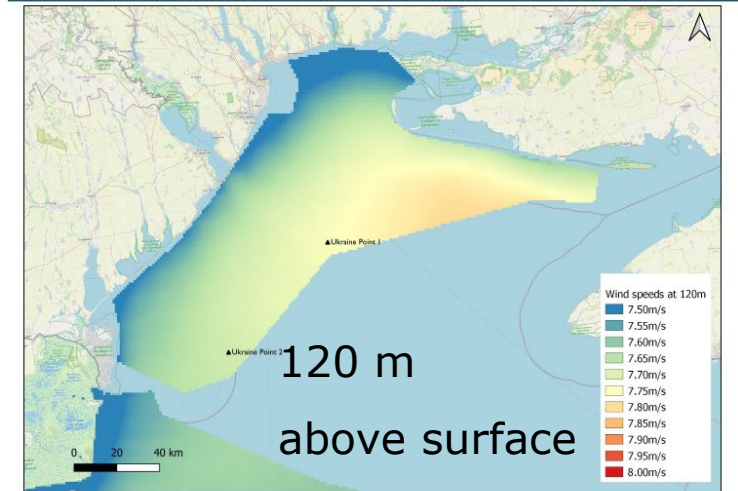 Ukraine Point 1
Wind speeds at 120m
7.50m/s
7.55m/s
7.60m/s
7.65m/s
7.70m/s
7.75m/s
7.80m/s
7.85m/s
7.90m/s
7.95m/s
8.00m/s
Ukraine Point 2
120 m
above surface
0 20 40 km